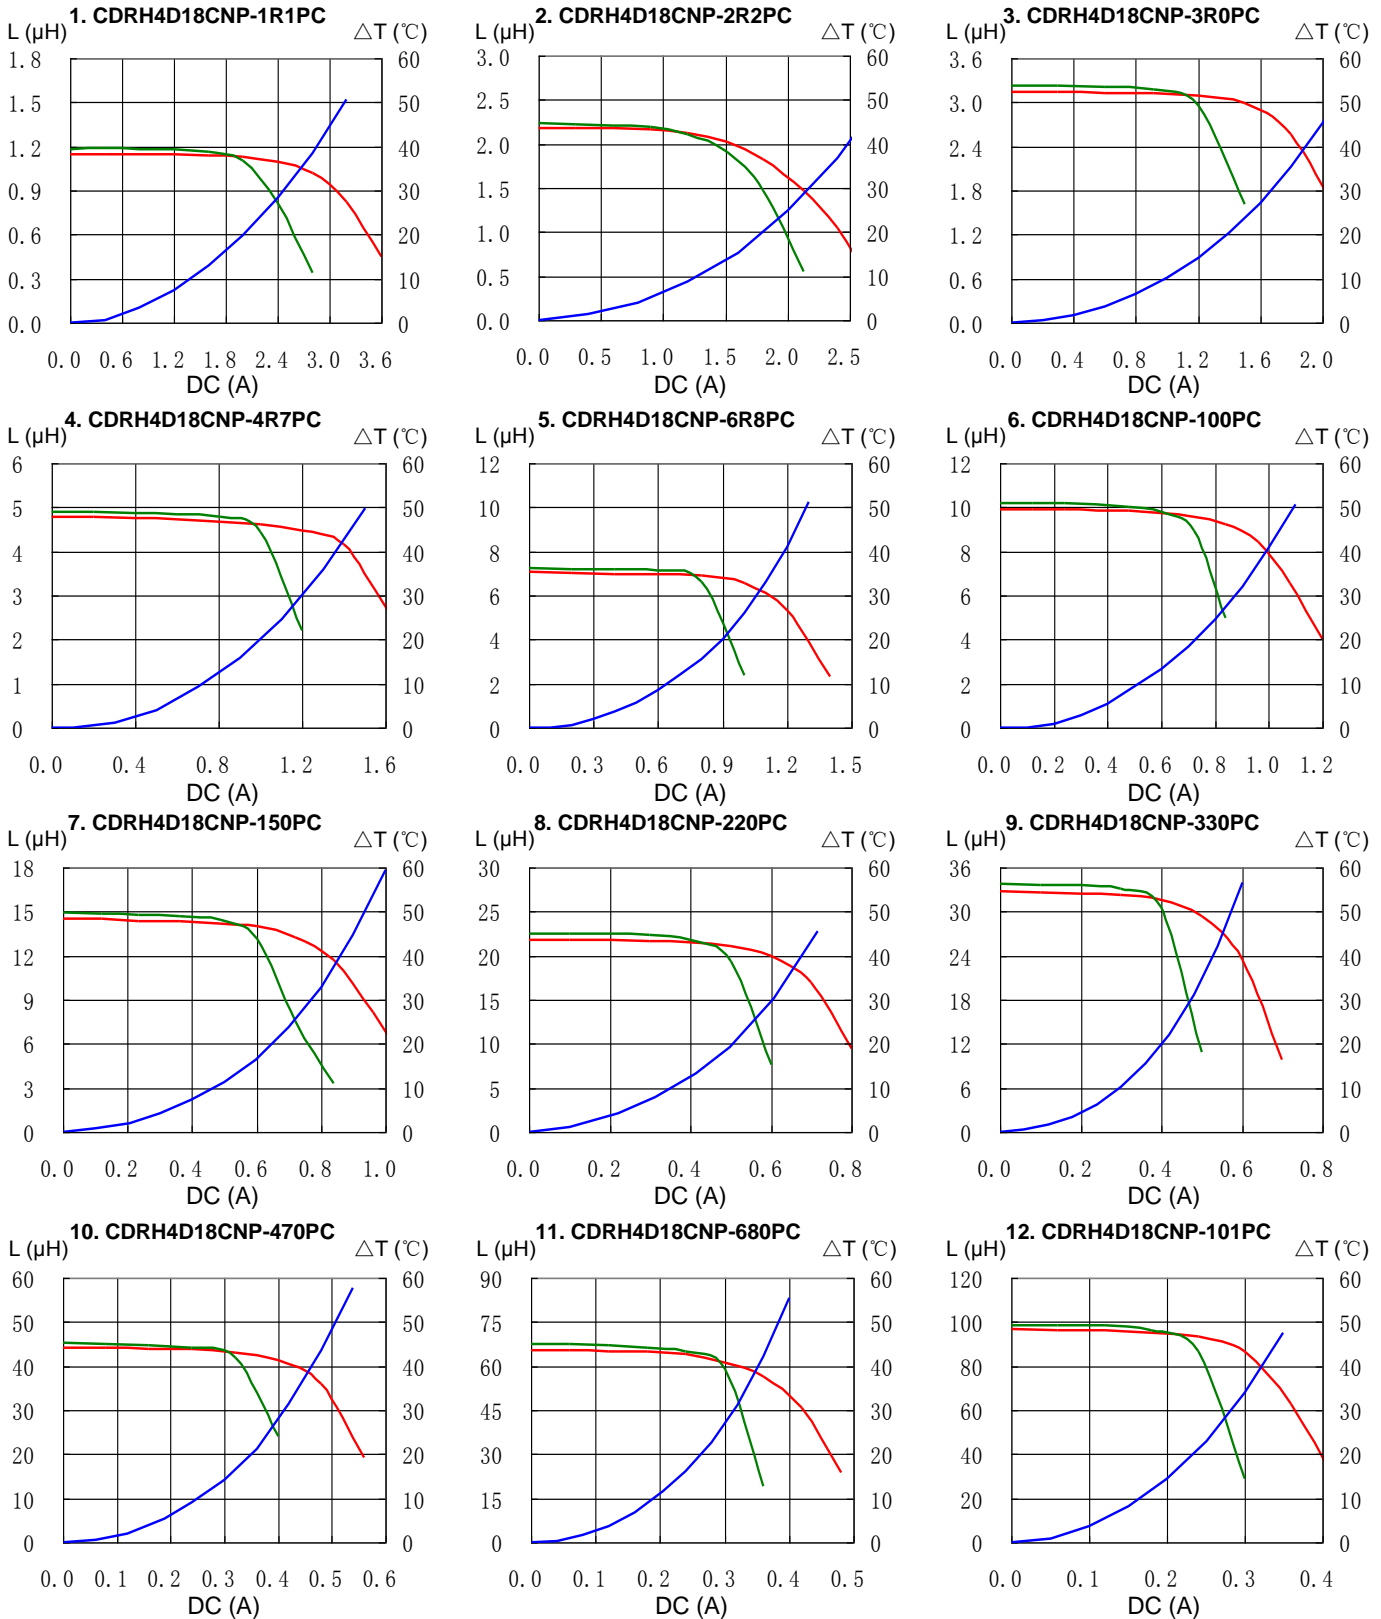 1. CDRH4D18CNP-1R1PC
L (μH) △T (℃)
1.8 60
1.5 50
1.2 40
0.9 30
0.6 20
0.3 10
0.0 0
0.0 0.6 1.2 1.8 2.4 3.0 3.6
DC (A)
2. CDRH4D18CNP-2R2PC
L (μH) △T (℃)
3.0 60
2.5 50
2.0 40
1.5 30
1.0 20
0.5 10
0.0 0
0.0 0.5 1.0 1.5 2.0 2.5
DC (A)
3. CDRH4D18CNP-3R0PC
L (μH) △T (℃)
3.6 60
3.0 50
2.4 40
1.8 30
1.2 20
0.6 10
0.0 0
0.0 0.4 0.8 1.2 1.6 2.0
DC (A)
4. CDRH4D18CNP-4R7PC
L (μH) △T (℃)
6 60
5 50
4 40
3 30
2 20
1 10
0 0
0.0 0.4 0.8 1.2 1.6
DC (A)
5. CDRH4D18CNP-6R8PC
L (μH) △T (℃)
12 60
10 50
8 40
6 30
4 20
2 10
0 0
0.0 0.3 0.6 0.9 1.2 1.5
DC (A)
6. CDRH4D18CNP-100PC
L (μH) △T (℃)
12 60
10 50
8 40
6 30
4 20
2 10
0 0
0.0 0.2 0.4 0.6 0.8 1.0 1.2
DC (A)
7. CDRH4D18CNP-150PC
L (μH) △T (℃)
18 60
15 50
12 40
9 30
6 20
3 10
0 0
0.0 0.2 0.4 0.6 0.8 1.0
DC (A)
8. CDRH4D18CNP-220PC
L (μH) △T (℃)
30 60
25 50
20 40
15 30
10 20
5 10
0 0
0.0 0.2 0.4 0.6 0.8
DC (A)
9. CDRH4D18CNP-330PC
L (μH) △T (℃)
36 60
30 50
24 40
18 30
12 20
6 10
0 0
0.0 0.2 0.4 0.6 0.8
DC (A)
10. CDRH4D18CNP-470PC
L (μH) △T (℃)
60 60
50 50
40 40
30 30
20 20
10 10
0 0
0.0 0.1 0.2 0.3 0.4 0.5 0.6
DC (A)
11. CDRH4D18CNP-680PC
L (μH) △T (℃)
90 60
75 50
60 40
45 30
30 20
15 10
0 0
0.0 0.1 0.2 0.3 0.4 0.5
DC (A)
12. CDRH4D18CNP-101PC
L (μH) △T (℃)
120 60
100 50
80 40
60 30
40 20
20 10
0 0
0.0 0.1 0.2 0.3 0.4
DC (A)